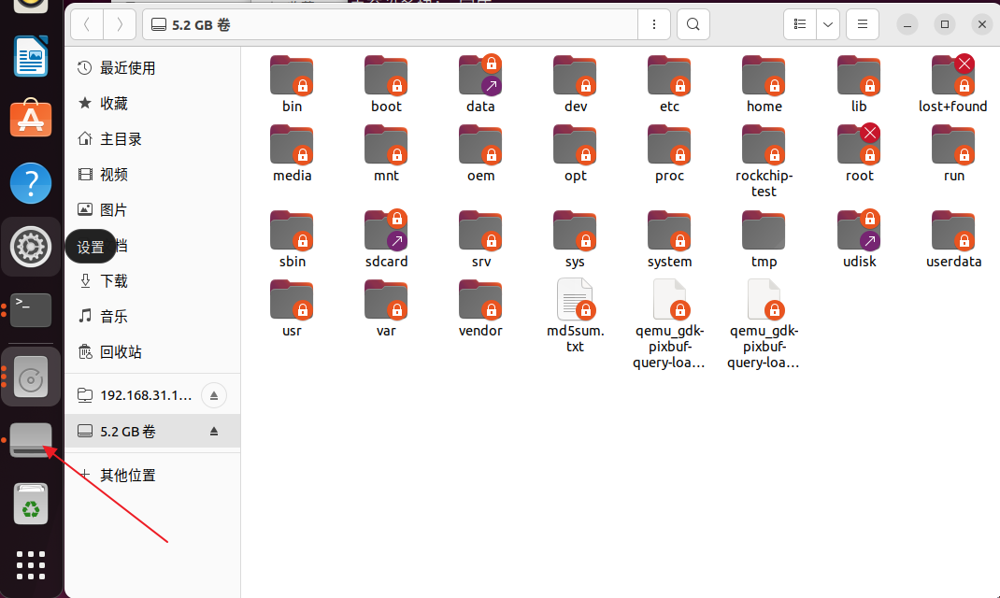 5.2 GB 卷
最近使用
收藏
主目录
视频
图片
档
设置
下载
音乐
回收站
192.168.31.1…
5.2 GB 卷
其他位置
bin
boot
data
dev
etc
home
lib
lost+found
media
mnt
oem
opt
proc
rockchip-
test
root
run
sbin
sdcard
srv
sys
system
tmp
udisk
userdata
usr
var
vendor
md5sum.
txt
qemu_gdk-
pixbuf-
query-loa…
qemu_gdk-
pixbuf-
query-loa…